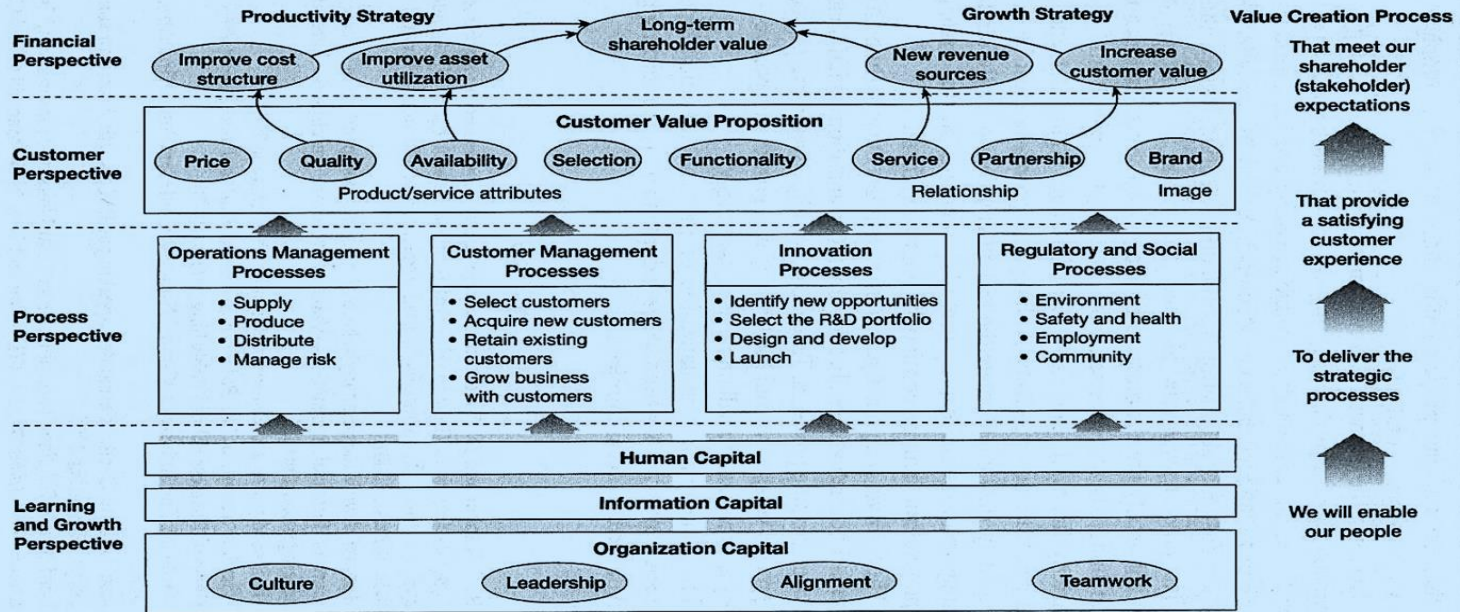 Productivity Strategy
Growth Strategy
Value Creation Process
Financial
Perspective
Improve cost
structure
Improve asset
utilization
Long-term
shareholder value
New revenue
sources
Increase
customer value
That meet our
shareholder
(stakeholder)
expectations
Customer
Perspective
Customer Value Proposition
Price
Quality
Availability
Selection
Functionality
Service
Partnership
Brand
Product/service attributes
Relationship
Image
That provide
a satisfying
customer
experience
Process
Perspective
Operations Management
Processes
• Supply
• Produce
• Distribute
• Manage risk
Customer Management
Processes
• Select customers
• Acquire new customers
• Retain existing
customers
• Grow business
with customers
Innovation
Processes
• Identify new opportunities
• Select the R&D portfolio
• Design and develop
• Launch
Regulatory and Social
Processes
• Environment
• Safety and health
• Employment
• Community
To deliver the
strategic
processes
Learning
and Growth
Perspective
Human Capital
Information Capital
Organization Capital
Culture
Leadership
Alignment
Teamwork
We will enable
our people